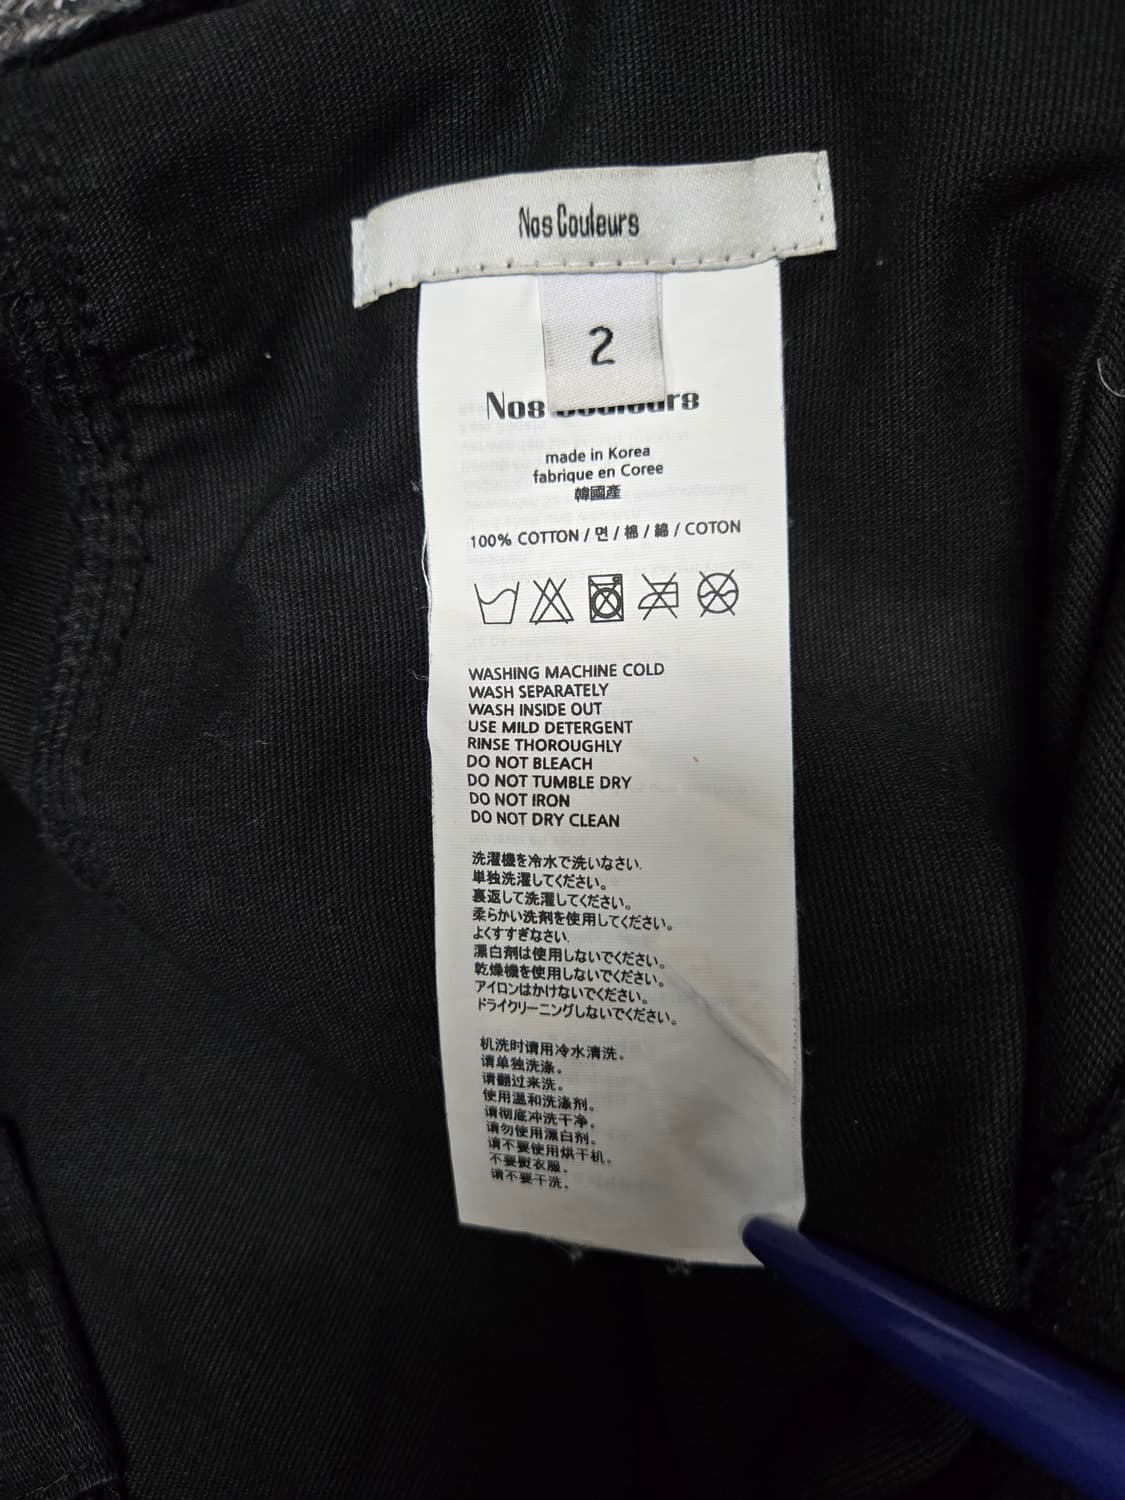 Nos Couleurs
2
made in Korea
fabrique en Coree
韓國產
100% COTTON / 면 / 棉 / 綿 / COTON
WASHING MACHINE COLD
WASH SEPARATELY
WASH INSIDE OUT
USE MILD DETERGENT
RINSE THOROUGHLY
DO NOT BLEACH
DO NOT TUMBLE DRY
DO NOT IRON
DO NOT DRY CLEAN
洗濯機を冷水で洗いなさい.
単独洗濯してください。
裏返して洗濯してください。
柔らかい洗剤を使用してください。
よくすすぎなさい.
漂白剤は使用しないでください。
乾燥機を使用しないでください。
アイロンはかけないでください。
ドライクリーニングしないでください。
机洗时请用冷水清洗。
请单独洗涤。
请翻过来洗。
使用温和洗涤剂。
请彻底冲洗干净。
请勿使用漂白剂。
请不要使用烘干机。
不要熨衣服。
请不要干洗。